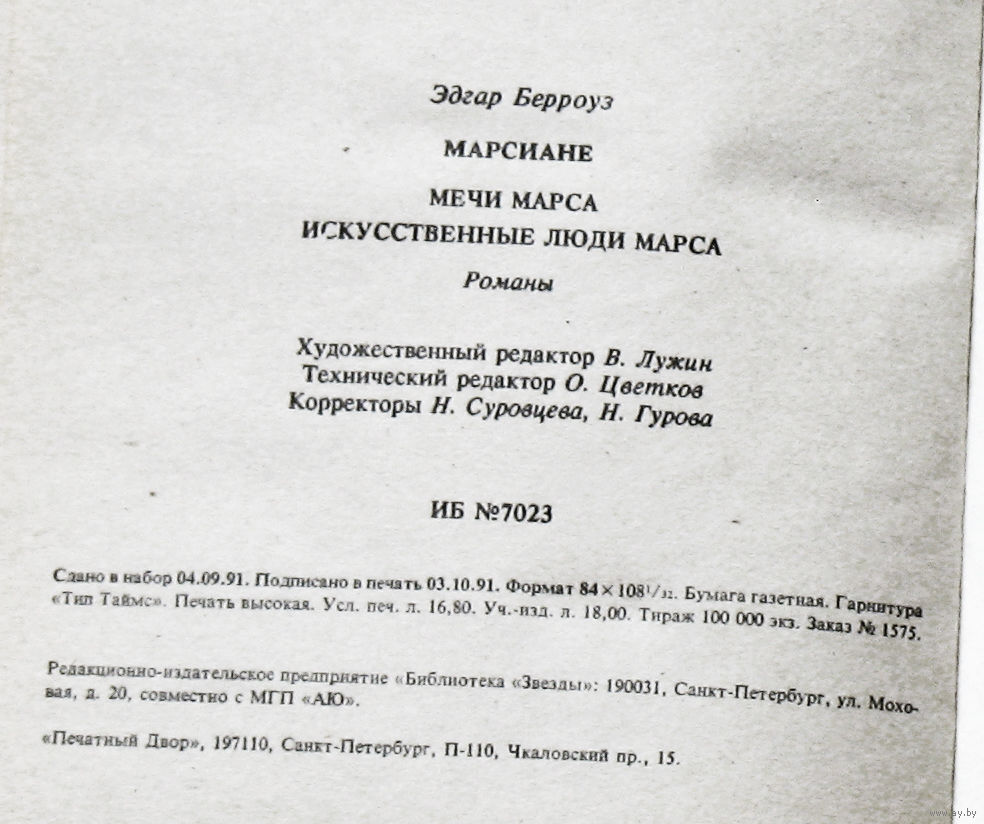 Эдгар Берроуз
МАРСИАНЕ
МЕЧИ МАРСА
ИСКУССТВЕННЫЕ ЛЮДИ МАРСА
Романы
Художественный редактор В. Лужин
Технический редактор О. Цветков
Корректоры Н. Суровцева, Н. Гурова
ИБ №7023
Сдано в набор 04.09.91. Подписано в печать 03.10.91. Формат 84×108¹/₃₂. Бумага газетная. Гарнитура
«Тип Таймс». Печать высокая. Усл. печ. л. 16,80. Уч.-изд. л. 18,00. Тираж 100 000 экз. Заказ № 1575.
Редакционно-издательское предприятие «Библиотека «Звезды»: 190031, Санкт-Петербург, ул. Мохо-
вая, д. 20, совместно с МГП «АЮ».
«Печатный Двор», 197110, Санкт-Петербург, П-110, Чкаловский пр., 15.
www.ay.by